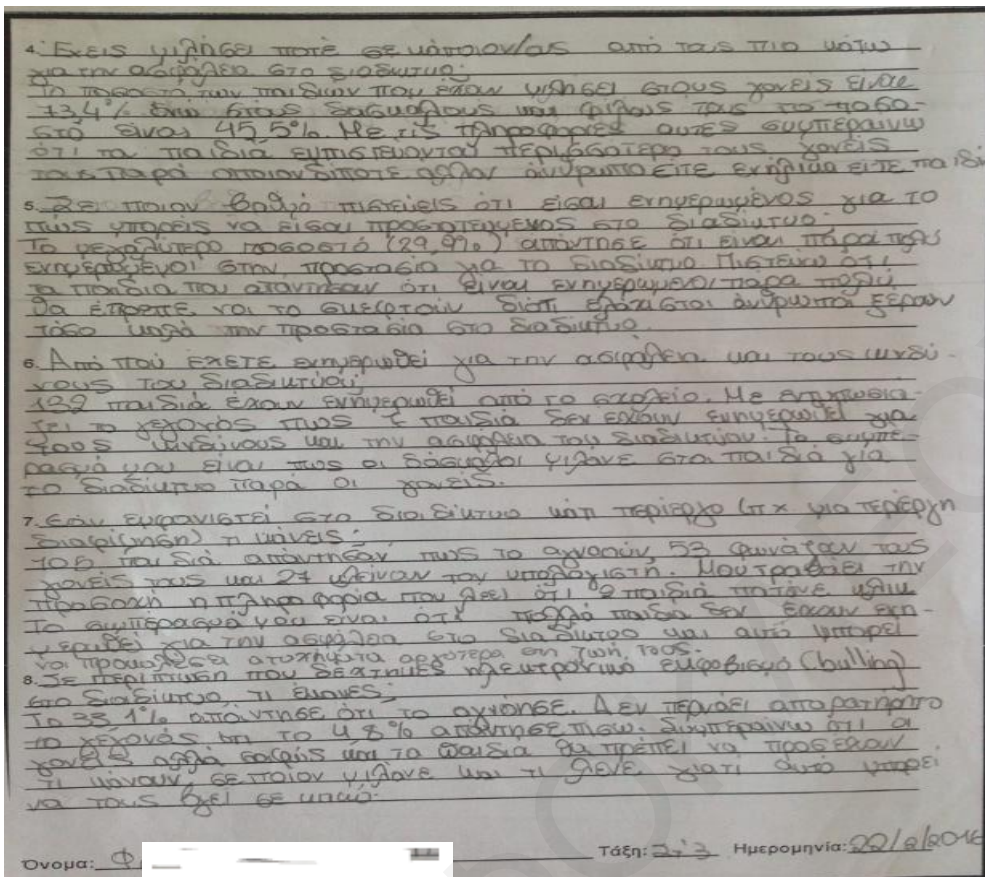 4. Έχεις μιλήσει ποτέ σε κάποιον/ας από τους πιο κάτω
για την ασφάλεια στο διαδίκτυο;
Το ποσοστό των παιδιών που έχουν μιλήσει στους γονείς είναι
73,4% ενώ στους δασκάλους και φίλους τους το ποσο-
στό είναι 45,5%. Με τις πληροφορίες αυτές συμπεραίνω
ότι τα παιδιά εμπιστεύονται περισσότερο τους γονείς
τους παρά οποιονδίποτε άλλον άνθρωπο είτε ενήλικα είτε παιδί
5. Σε ποιον βαθμό πιστεύεις ότι είσαι ενημερωμένος για το
πως μπορείς να είσαι προστατευμένος στο διαδίκτυο.
Το μεγαλύτερο ποσοστό (29,9%) απάντησε ότι είναι πάρα πολύ
ενημερωμένοι στην προστασία για το διαδίκτυο. Πιστεύω ότι
τα παιδιά που απάντησαν ότι είναι ενημερωμένοι πάρα πολύ
θα έπρεπε να το σκεφτούν διότι ελάχιστοι άνθρωποι ξέρουν
τόσο καλά την προστασία στο διαδίκτυο.
6. Από πού έχετε ενημερωθεί για την ασφάλεια και τους κινδύ-
νους του διαδικτύου;
122 παιδιά έχουν ενημερωθεί από το σχολείο. Με εντυπωσιά-
ζει το γεγονός πως 7 παιδιά δεν έχουν ενημερωθεί για
τους κινδύνους και την ασφάλεια του διαδικτύου. Το συμπέ-
ρασμά μου είναι πως οι δάσκαλοι μιλάνε στα παιδιά για
το διαδίκτυο παρά οι γονείς.
7. Εάν εμφανιστεί στο διαδίκτυο κάτι περίεργο (π.χ μια περίεργη
διαφήμηση) τι κάνεις;
106 παιδιά απάντησαν πως το αγνοούν, 53 φωνάζουν τους
γονείς τους και 27 κλείναν τον υπολογιστή. Μου τραβάει την
προσοχή η πληροφορία που λέει ότι 2 παιδιά πατάνε κλικ
Το συμπέρασμά μου είναι ότι πολλά παιδιά δεν έχουν ενη-
μερωθεί για την ασφάλεια στο διαδίκτυο και αυτό μπορεί
να προκαλέσει ατυχήματα αργότερα στη ζωή τους.
8. Σε περίπτωση που δέχτηκες ηλεκτρονικό εκφοβισμό (bulling)
στο διαδίκτυο τι έκανες;
Το 33,1% απάντησε ότι το αγνόησε. Δεν περνάει απαρατήρητο
το γεγονός ότι το 4,8% απάντησε πίσω. Συμπεραίνω ότι οι
γονείς αλλά σαφώς και τα παιδιά θα πρέπει να προσέχουν
τι κάνουν, σε ποιον μιλάνε και τι λένε γιατί αυτό μπορεί
να τους βγει σε κακό.
Όνομα: Φ Τάξη: Στ'3 Ημερομηνία: 22/2/2016